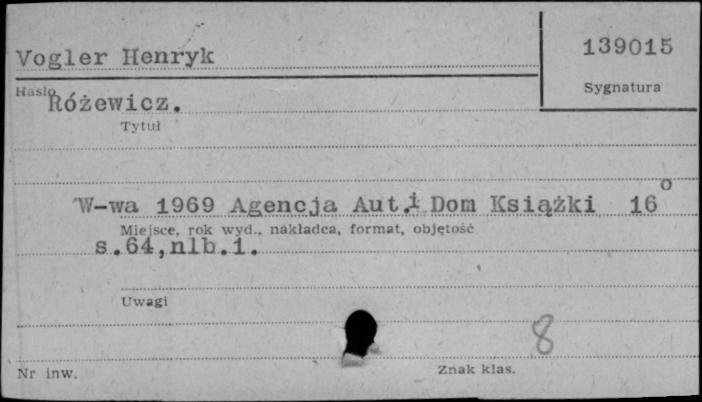 Vogler Henryk
139015
Sygnatura
Hasło
Różewicz.
Tytuł
W-wa 1969 Agencja Aut.i Dom Książki 16o
Miejsce, rok wyd., nakładca, format, objętość
s.64,nlb.1.
Uwagi
8
Nr inw.
Znak klas.